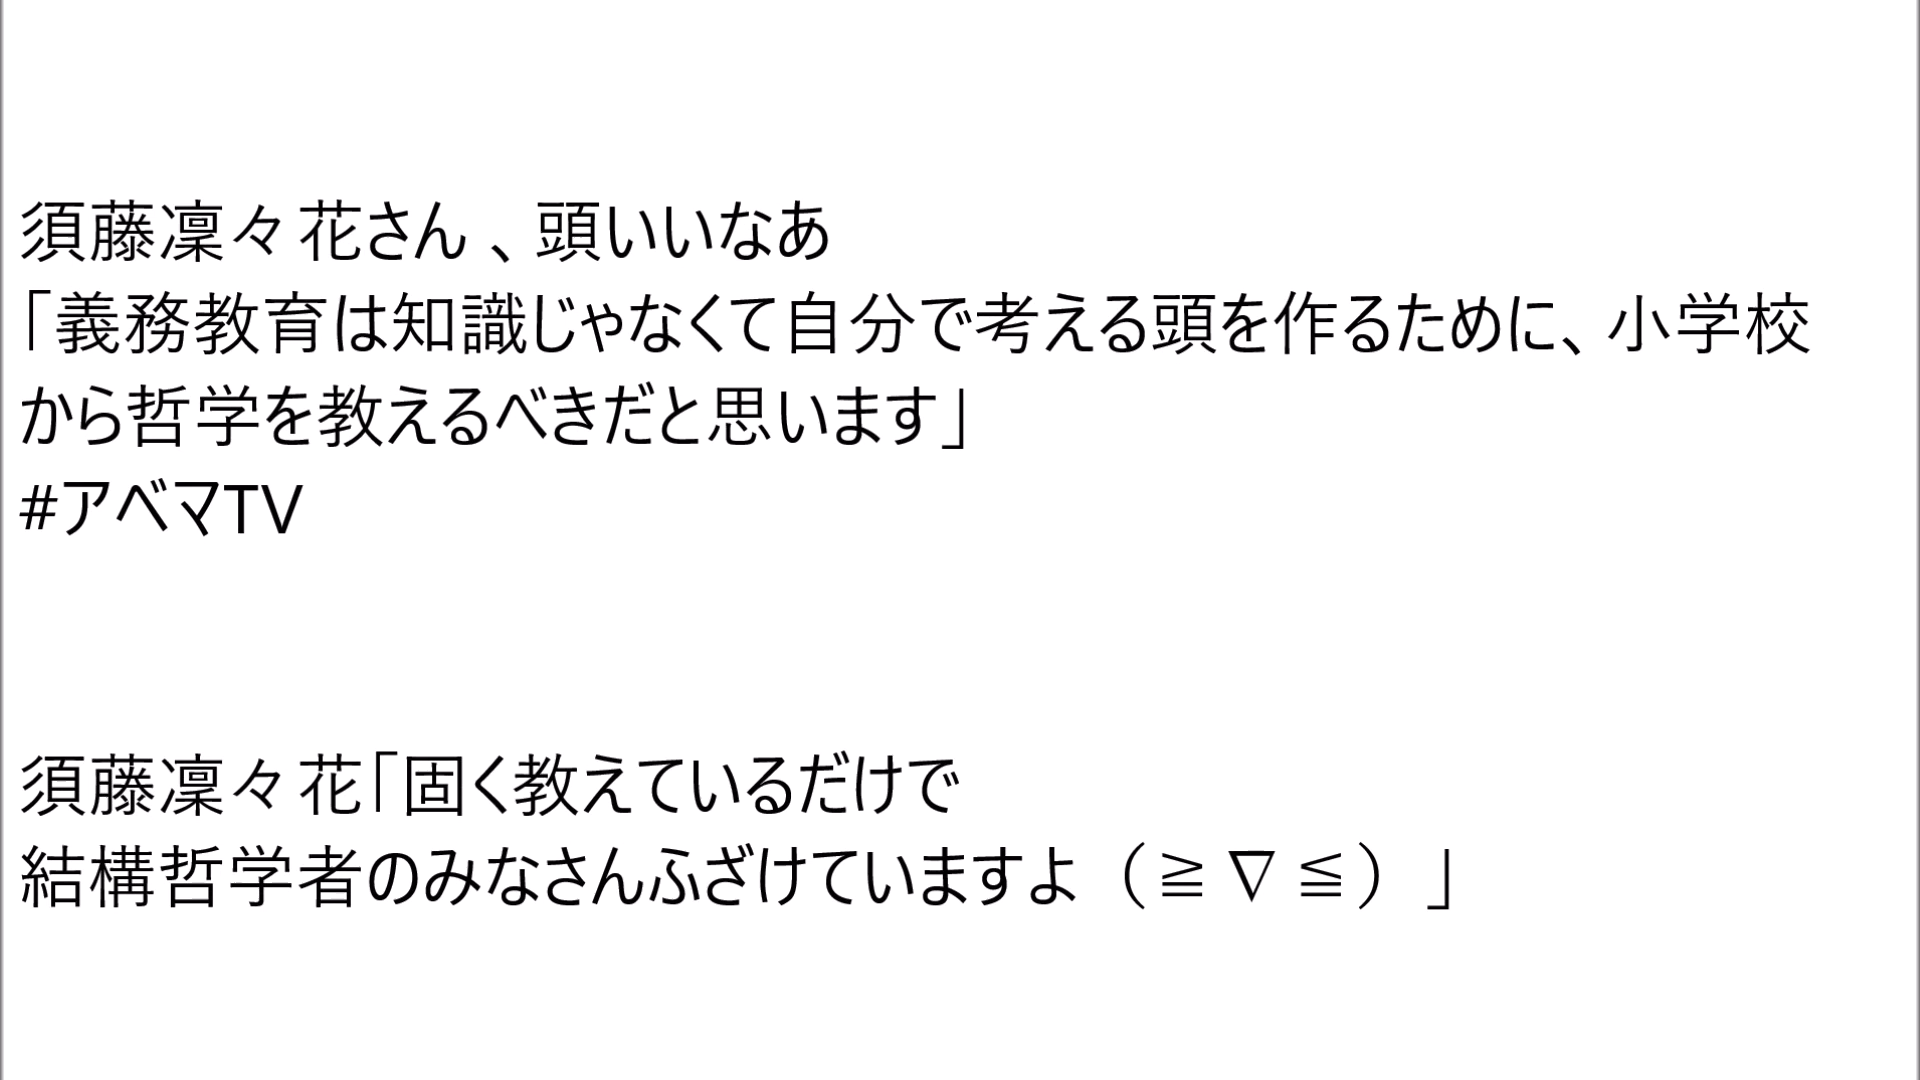 須藤凜々花さん 、頭いいなあ
「義務教育は知識じゃなくて自分で考える頭を作るために、小学校
から哲学を教えるべきだと思います」
#アベマTV
須藤凜々花「固く教えているだけで
結構哲学者のみなさんふざけていますよ（≧∇≦）」